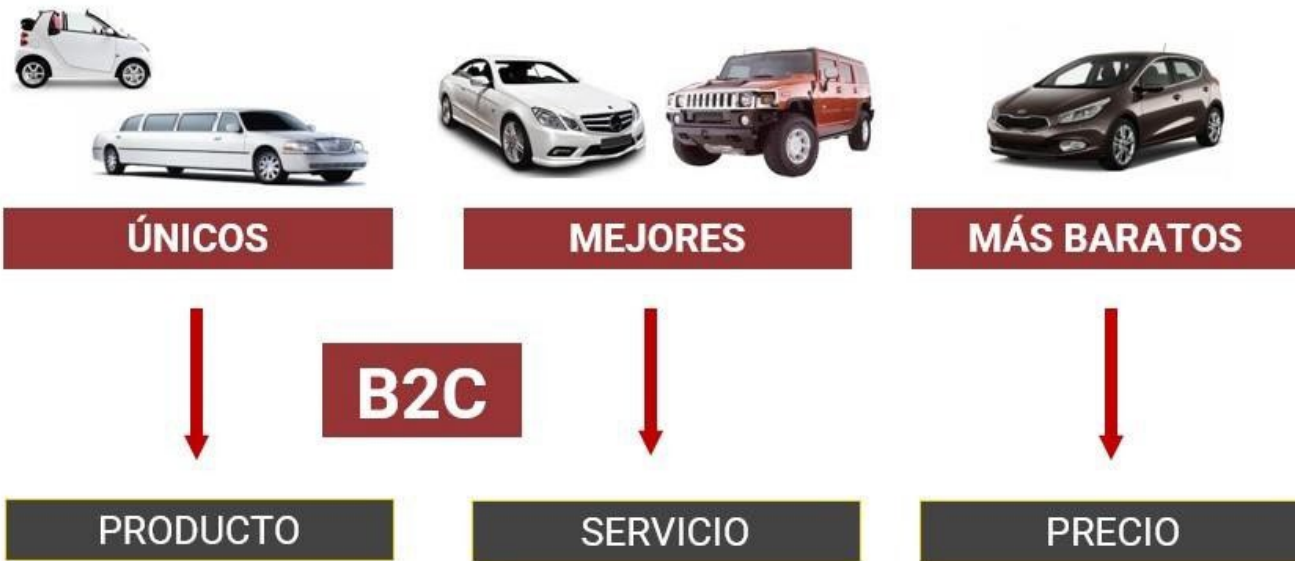 ÚNICOS
MEJORES
MÁS BARATOS
B2C
PRODUCTO
SERVICIO
PRECIO